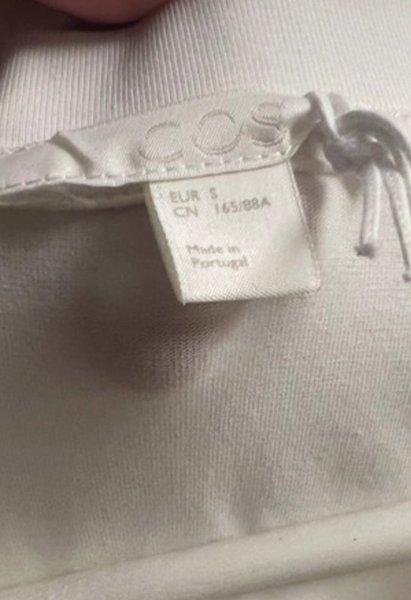 COS
EUR S
CN 165/88A
Made in
Portugal